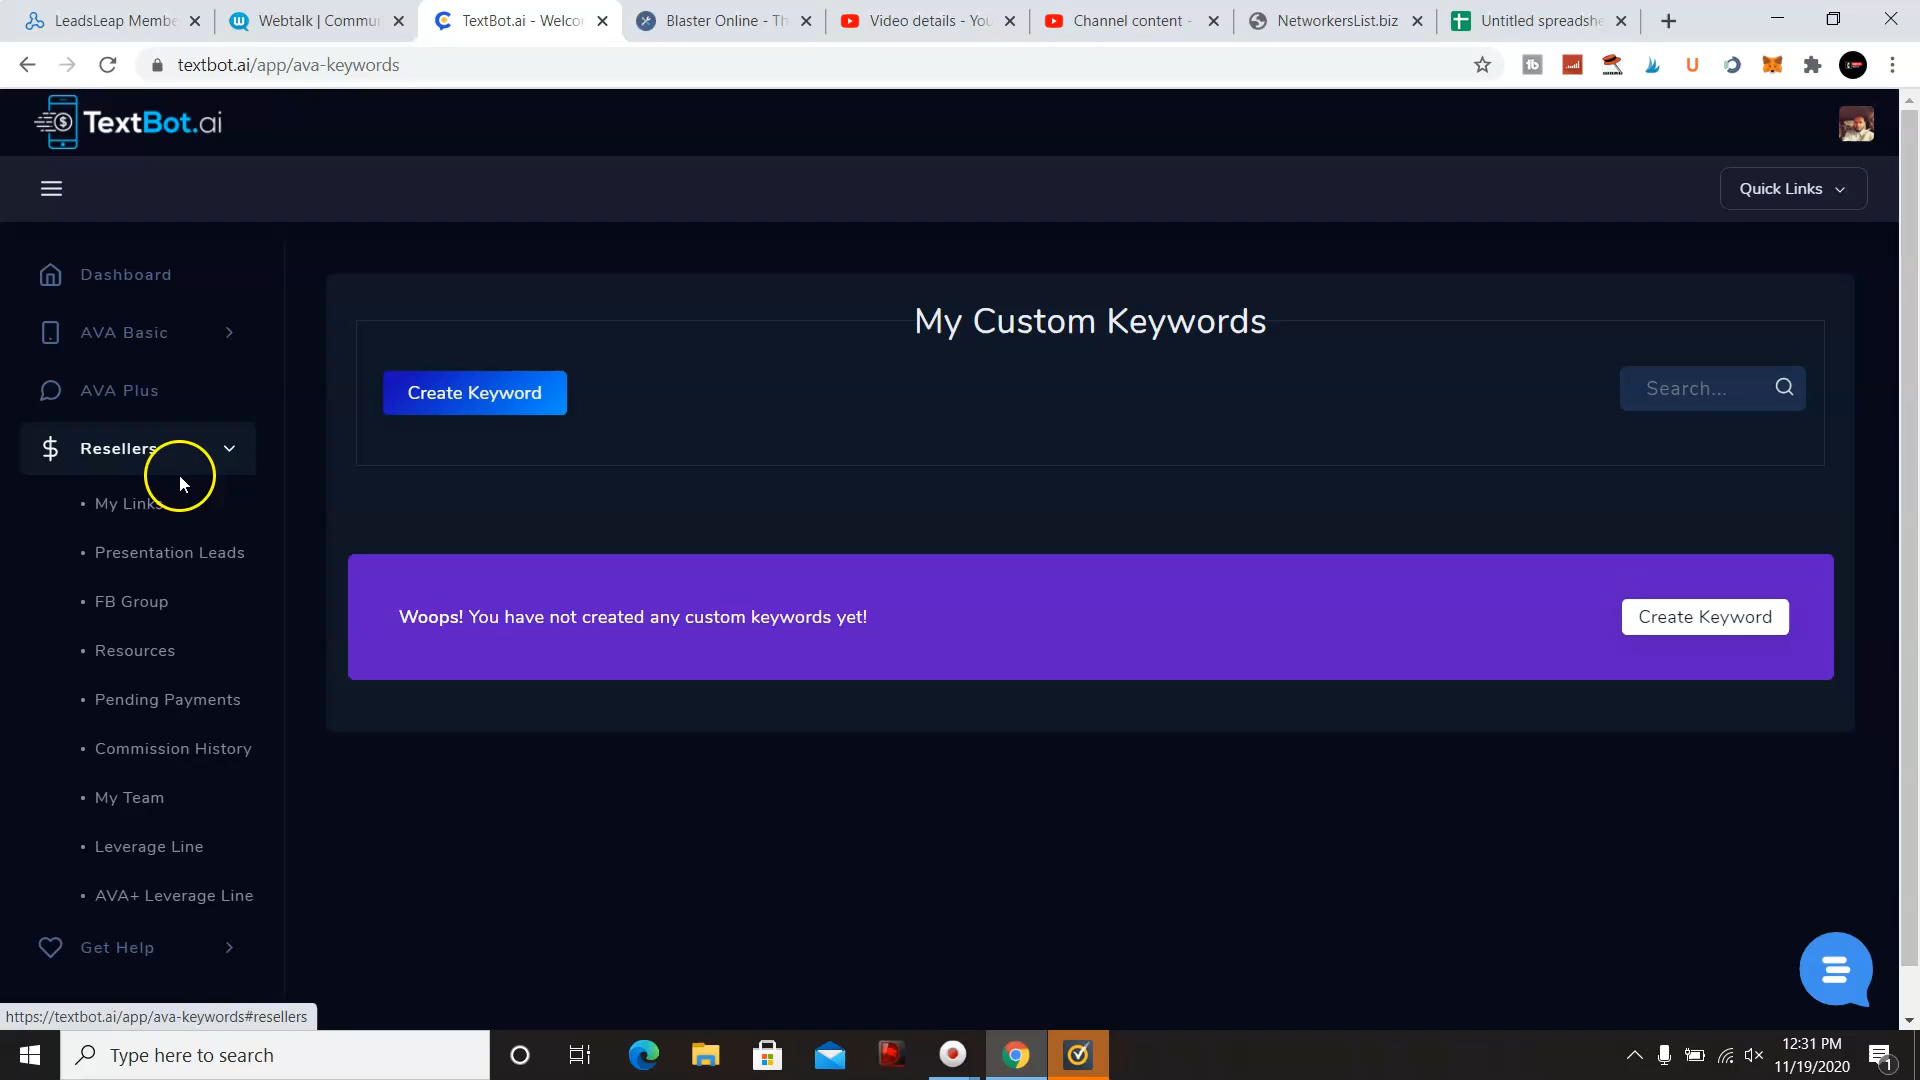 LeadsLeap Membe
Webtalk | Commu
TextBot.ai - Welco
Blaster Online - Th
Video details - You
Channel content -
NetworkersList.biz
Untitled spreadshe
textbot.ai/app/ava-keywords
TextBot.ai
Quick Links
Dashboard
AVA Basic
AVA Plus
Resellers
My Links
Presentation Leads
FB Group
Resources
Pending Payments
Commission History
My Team
Leverage Line
AVA+ Leverage Line
Get Help
My Custom Keywords
Create Keyword
Search...
Woops! You have not created any custom keywords yet!
Create Keyword
https://textbot.ai/app/ava-keywords#resellers
Type here to search
12:31 PM
11/19/2020
1